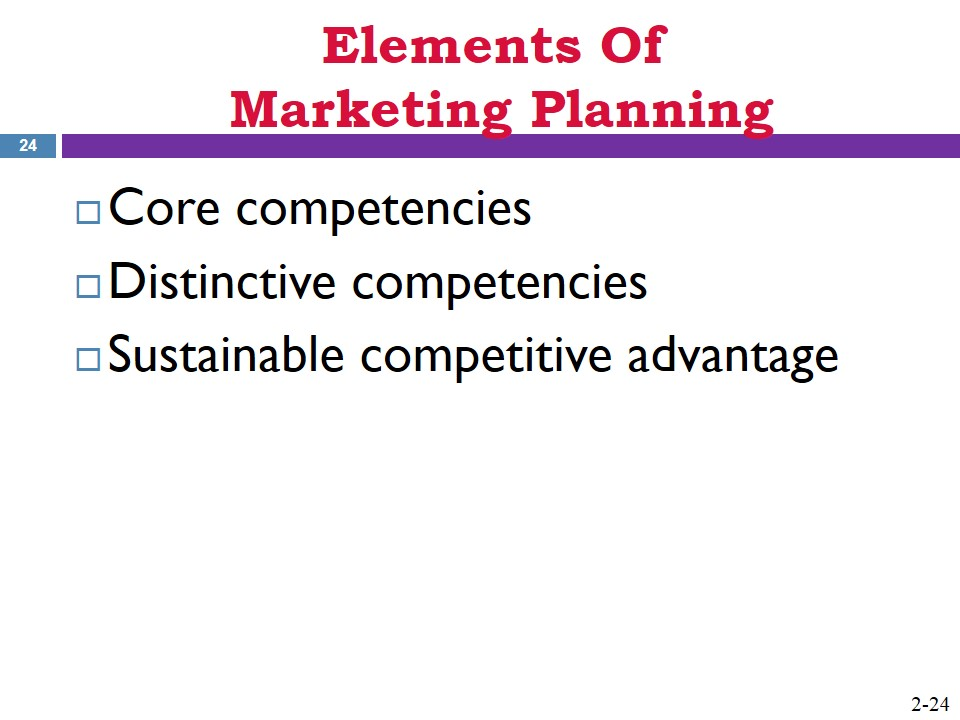 Elements Of
Marketing Planning
24
Core competencies
Distinctive competencies
Sustainable competitive advantage
2-24